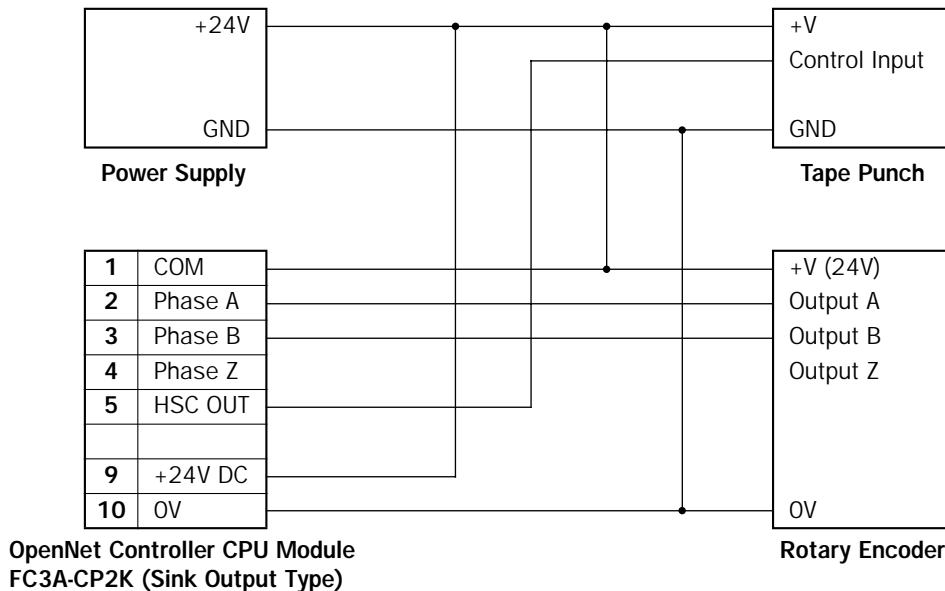 +24V
GND
Power Supply
+V
Control Input
GND
Tape Punch
1 COM
2 Phase A
3 Phase B
4 Phase Z
5 HSC OUT
9 +24V DC
10 0V
OpenNet Controller CPU Module
FC3A-CP2K (Sink Output Type)
+V (24V)
Output A
Output B
Output Z
0V
Rotary Encoder